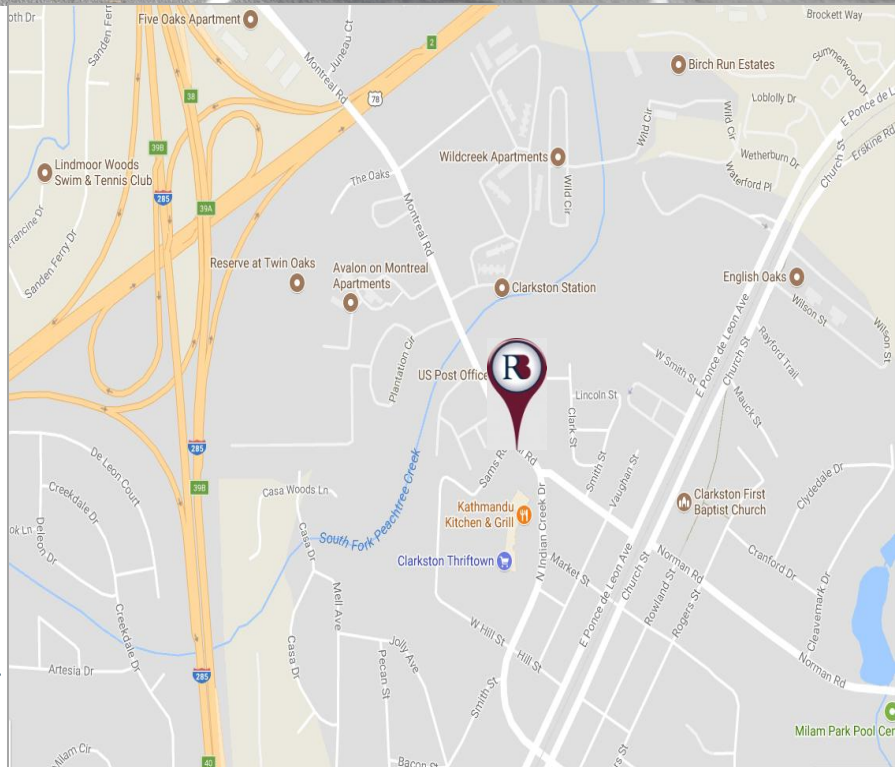 oth Dr
Sanden Ferry
Five Oaks Apartment
Juneau Ct
Montreal Rd
2
Brockett Way
Birch Run Estates
Summerwood Dr
Loblolly Dr
E Ponce de L
38
78
39B
Wildcreek Apartments
Wild Cir
Wild Cir
Wild Cir
Wetherburn Dr
Waterford Pl
Church St
Erskine Rd
Lindmoor Woods
Swim & Tennis Club
285
39A
The Oaks
Montreal Rd
Francine Dr
Sanden Ferry Dr
Reserve at Twin Oaks
Avalon on Montreal
Apartments
Clarkston Station
English Oaks
Wilson St
Wilson St
E Ponce de Leon Ave
Church St
Rayford Trail
Plantation Cir
US Post Office
RB
W Smith St
Lincoln St
Mauck St
Clark St
Smith St
Vaughan St
285
39B
De Leon Court
Creekdale Dr
ok Ln
Deleon Dr
Casa Woods Ln
Casa Dr
South Fork Peachtree Creek
Sams R
l Rd
Kathmandu
Kitchen & Grill
N Indian Creek Dr
Clarkston First
Baptist Church
Clydedale Dr
Clarkston Thriftown
Market St
E Ponce de Leon Ave
Church St
Norman Rd
Cranford Dr
Rowland St
Rogers St
Cleavemark Dr
Mell Ave
Creekdale Dr
Casa Dr
Jolly Ave
Pecan St
W Hill St
Hill St
Smith St
Norman Rd
Artesia Dr
285
Milam Park Pool Cen
Milam Cir
40
Bacon S
rs St